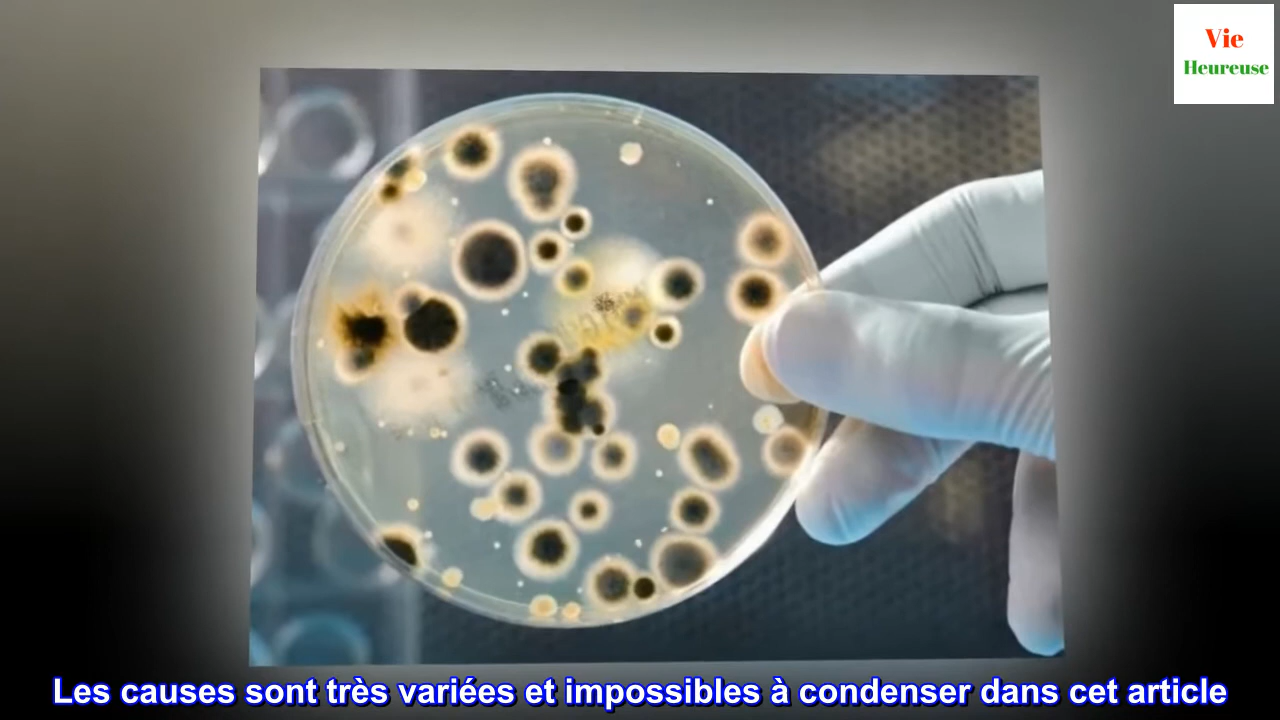 Vie
Heureuse
Les causes sont très variées et impossibles à condenser dans cet article